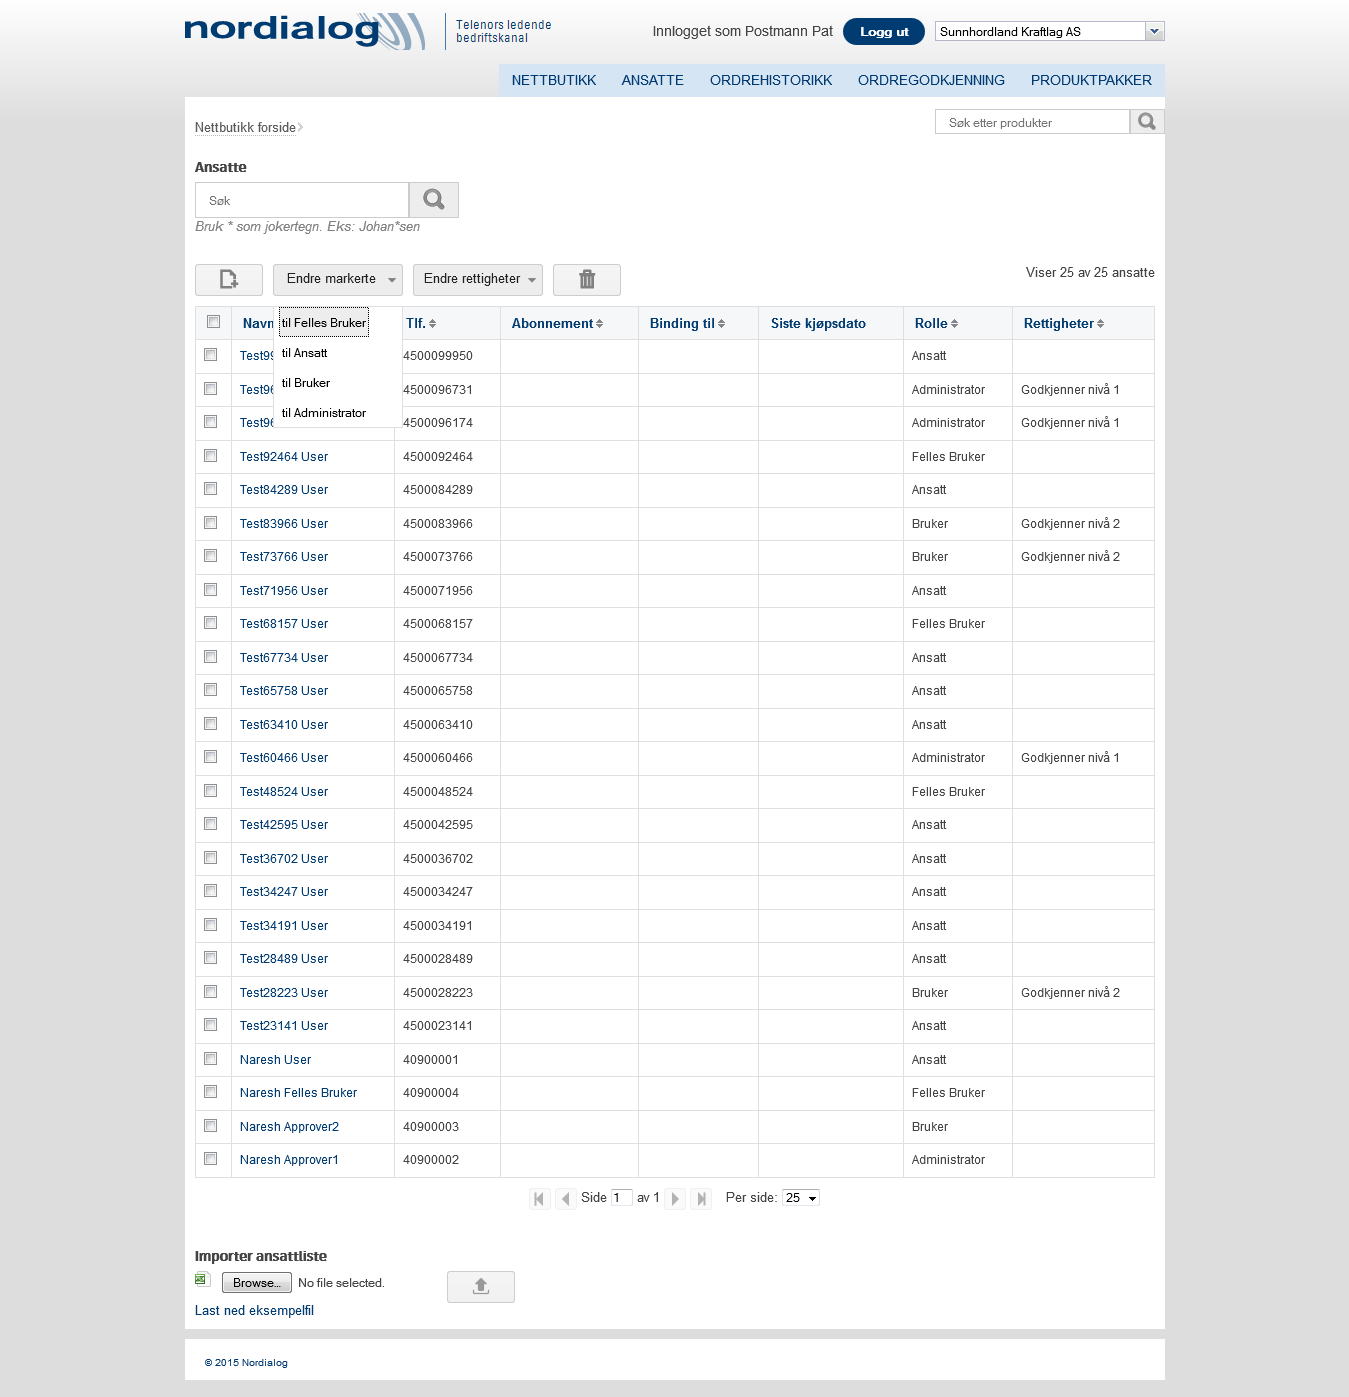 nordialog
Telenors ledende
bedriftskanal
Innlogget som Postmann Pat
Logg ut
Sunnhordland Kraftlag AS
NETTBUTIKK ANSATTE ORDREHISTORIKK ORDREGODKJENNING PRODUKTPAKKER
Nettbutikk forside
Søk etter produkter
Ansatte
Søk
Bruk * som jokertegn. Eks: Johan*sen
Endre markerte Endre rettigheter
Viser 25 av 25 ansatte
til Felles Bruker
til Ansatt
til Bruker
til Administrator
Navn Tlf. Abonnement Binding til Siste kjøpsdato Rolle Rettigheter
Test99 4500099950 Ansatt
Test96 4500096731 Administrator Godkjenner nivå 1
Test96 4500096174 Administrator Godkjenner nivå 1
Test92464 User 4500092464 Felles Bruker
Test84289 User 4500084289 Ansatt
Test83966 User 4500083966 Bruker Godkjenner nivå 2
Test73766 User 4500073766 Bruker Godkjenner nivå 2
Test71956 User 4500071956 Ansatt
Test68157 User 4500068157 Felles Bruker
Test67734 User 4500067734 Ansatt
Test65758 User 4500065758 Ansatt
Test63410 User 4500063410 Ansatt
Test60466 User 4500060466 Administrator Godkjenner nivå 1
Test48524 User 4500048524 Felles Bruker
Test42595 User 4500042595 Ansatt
Test36702 User 4500036702 Ansatt
Test34247 User 4500034247 Ansatt
Test34191 User 4500034191 Ansatt
Test28489 User 4500028489 Ansatt
Test28223 User 4500028223 Bruker Godkjenner nivå 2
Test23141 User 4500023141 Ansatt
Naresh User 40900001 Ansatt
Naresh Felles Bruker 40900004 Felles Bruker
Naresh Approver2 40900003 Bruker
Naresh Approver1 40900002 Administrator
Side 1 av 1 Per side: 25
Importer ansattliste
Browse... No file selected.
Last ned eksempelfil
© 2015 Nordialog